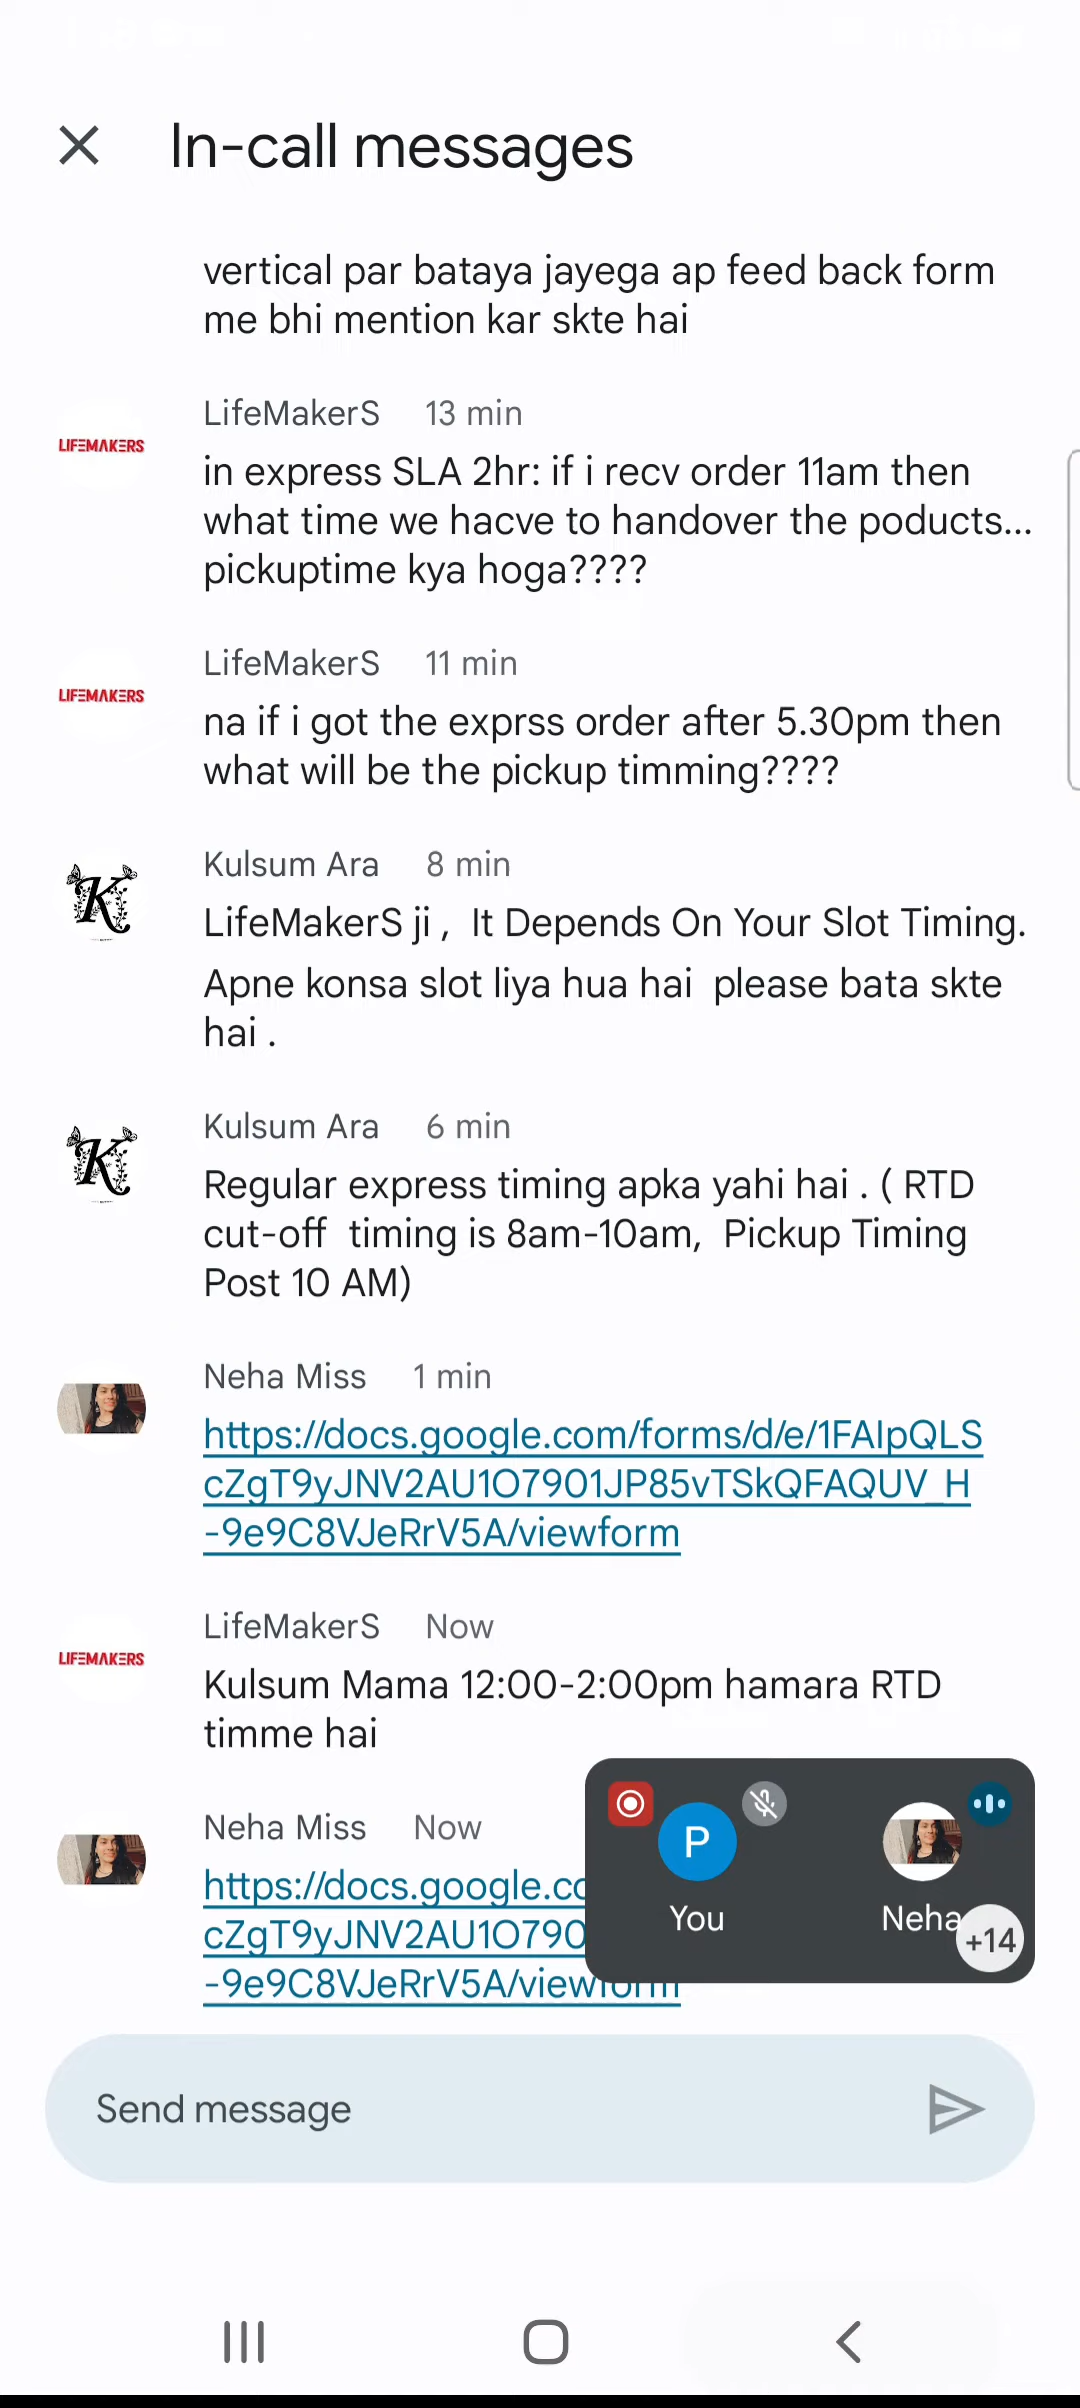 In-call messages
vertical par bataya jayega ap feed back form
me bhi mention kar skte hai
LifeMakerS 13 min
LIFEMAKERS
in express SLA 2hr: if i recv order 11am then
what time we hacve to handover the poducts...
pickuptime kya hoga????
LifeMakerS 11 min
LIFEMAKERS
na if i got the exprss order after 5.30pm then
what will be the pickup timming????
Kulsum Ara 8 min
K
LifeMakerS ji , It Depends On Your Slot Timing.
Apne konsa slot liya hua hai please bata skte
hai .
Kulsum Ara 6 min
K
Regular express timing apka yahi hai . ( RTD
cut-off timing is 8am-10am, Pickup Timing
Post 10 AM)
Neha Miss 1 min
https://docs.google.com/forms/d/e/1FAIpQLS
cZgT9yJNV2AU1O79O1JP85vTSkQFAQUV_H
-9e9C8VJeRrV5A/viewform
LifeMakerS Now
LIFEMAKERS
Kulsum Mama 12:00-2:00pm hamara RTD
timme hai
Neha Miss Now
https://docs.google.co
cZgT9yJNV2AU1O79O
-9e9C8VJeRrV5A/viewform
P
You
Neha
+14
Send message